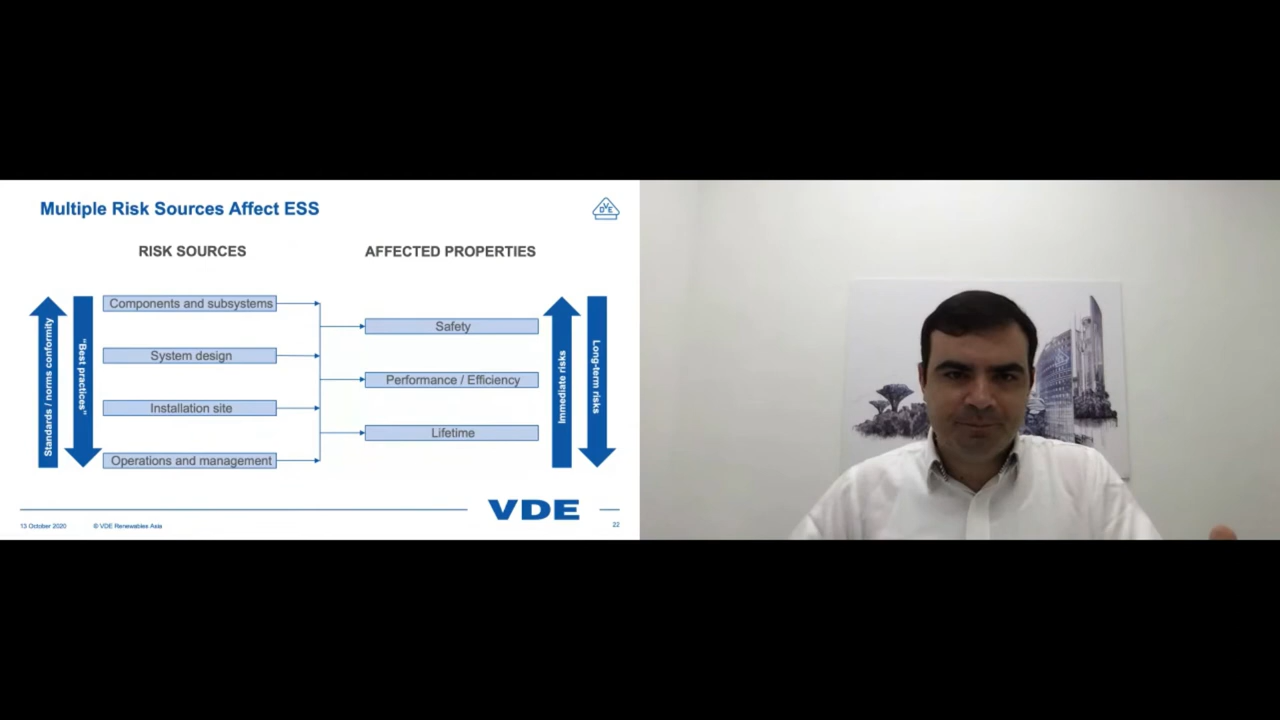 Multiple Risk Sources Affect ESS
VDE
RISK SOURCES
AFFECTED PROPERTIES
Standards / norms conformity
"Best practices"
Components and subsystems
System design
Installation site
Operations and management
Safety
Performance / Efficiency
Lifetime
Immediate risks
Long-term risks
VDE
13 October 2020
© VDE Renewables Asia
22